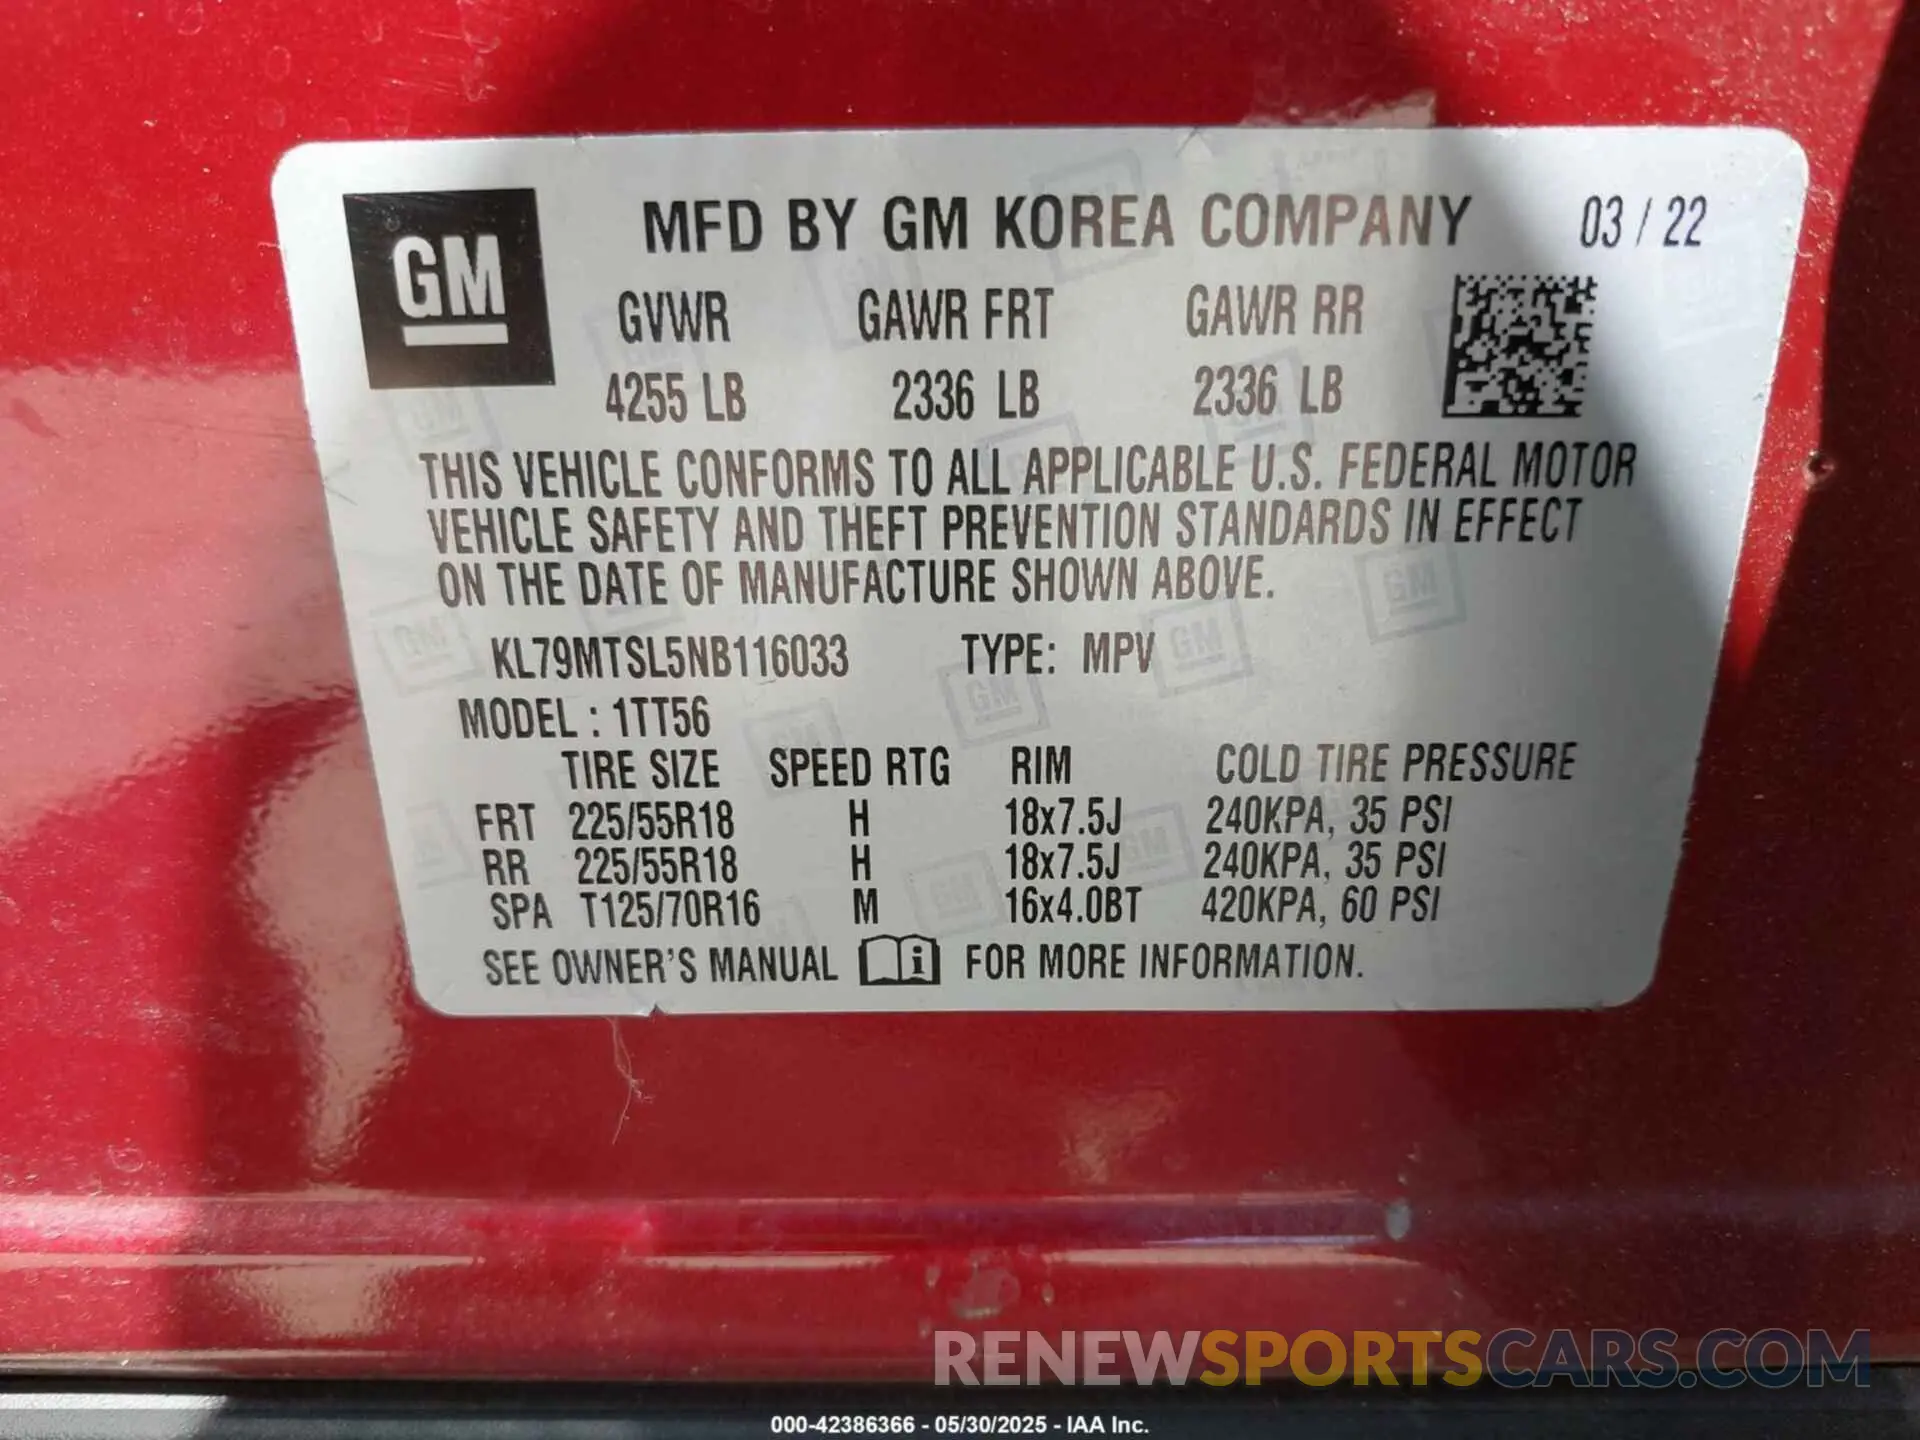 GM
MFD BY GM KOREA COMPANY 03 / 22
GVWR GAWR FRT GAWR RR
4255 LB 2336 LB 2336 LB
THIS VEHICLE CONFORMS TO ALL APPLICABLE U.S. FEDERAL MOTOR
VEHICLE SAFETY AND THEFT PREVENTION STANDARDS IN EFFECT
ON THE DATE OF MANUFACTURE SHOWN ABOVE.
KL79MTSL5NB116033 TYPE: MPV
MODEL : 1TT56
TIRE SIZE SPEED RTG RIM COLD TIRE PRESSURE
FRT 225/55R18 H 18x7.5J 240KPA, 35 PSI
RR 225/55R18 H 18x7.5J 240KPA, 35 PSI
SPA T125/70R16 M 16x4.0BT 420KPA, 60 PSI
SEE OWNER'S MANUAL i FOR MORE INFORMATION.
RENEWSPORTSCARS.COM
000-42386366 - 05/30/2025 - IAA Inc.